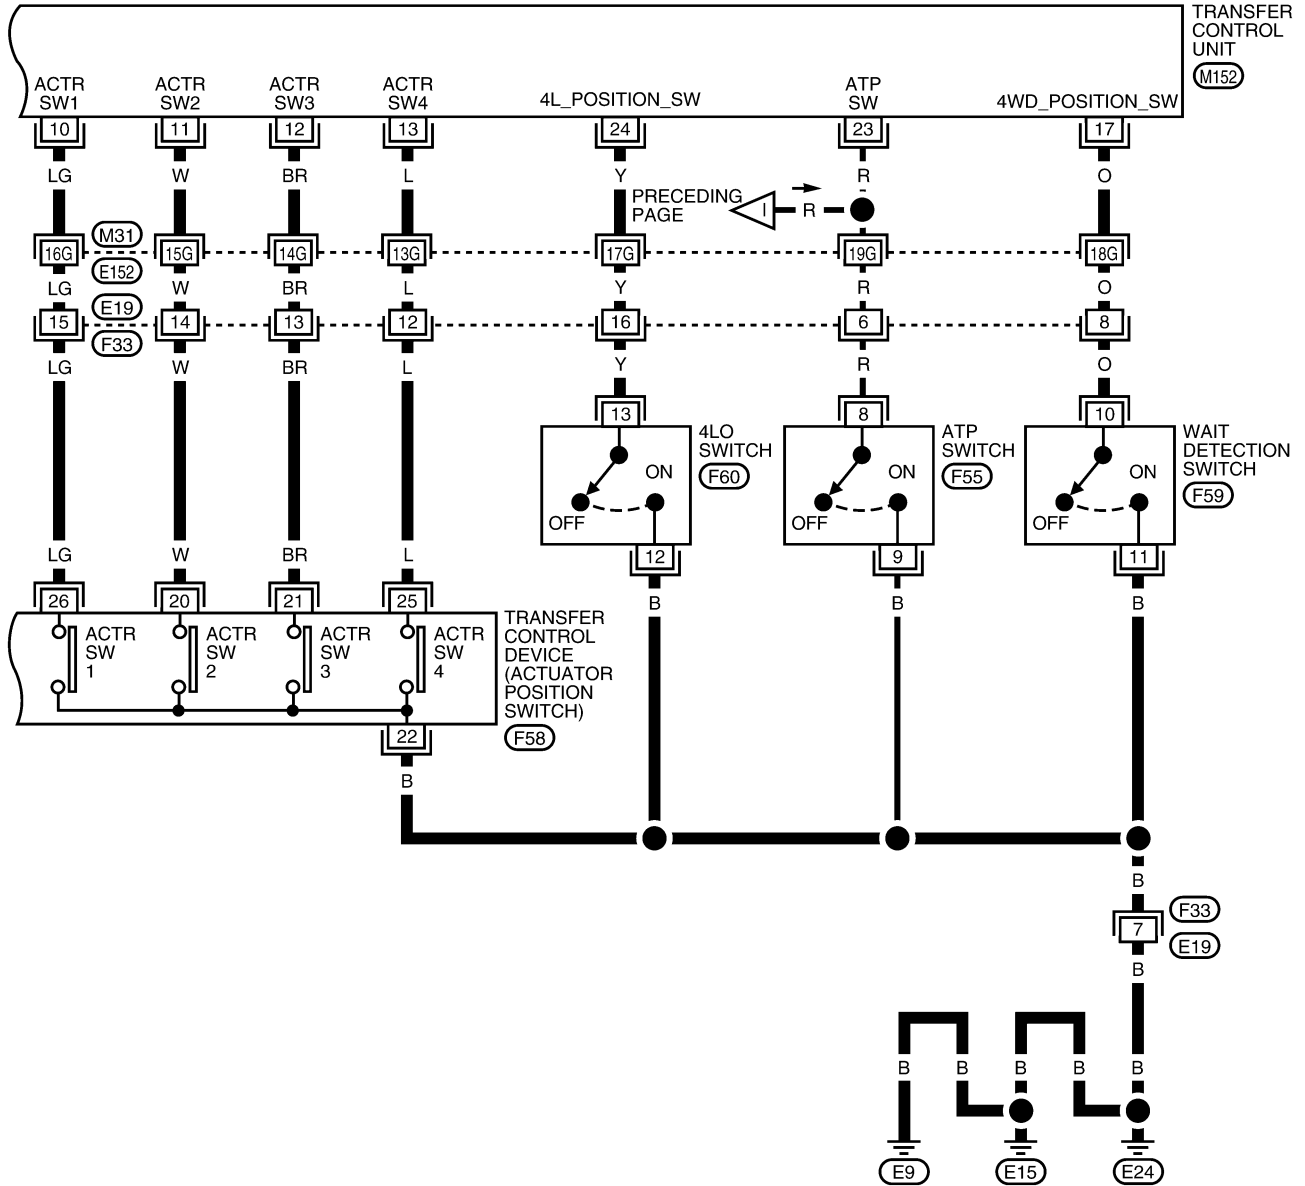 TRANSFER
CONTROL
UNIT
M152
ACTR
SW1
ACTR
SW2
ACTR
SW3
ACTR
SW4
4L_POSITION_SW
ATP
SW
4WD_POSITION_SW
10 11 12 13 24 23 17
LG W BR L Y R O
PRECEDING
PAGE
I R
M31
16G 15G 14G 13G 17G 19G 18G
E152
LG W BR L Y R O
E19
15 14 13 12 16 6 8
F33
LG W BR L Y R O
13 8 10
4LO
SWITCH
F60
ON
OFF
ATP
SWITCH
F55
ON
OFF
WAIT
DETECTION
SWITCH
F59
ON
OFF
12 9 11
LG W BR L
B B B
26 20 21 25
ACTR
SW
1
ACTR
SW
2
ACTR
SW
3
ACTR
SW
4
TRANSFER
CONTROL
DEVICE
(ACTUATOR
POSITION
SWITCH)
F58
22
B
B
F33
7
E19
B
B B B B B
E9 E15 E24